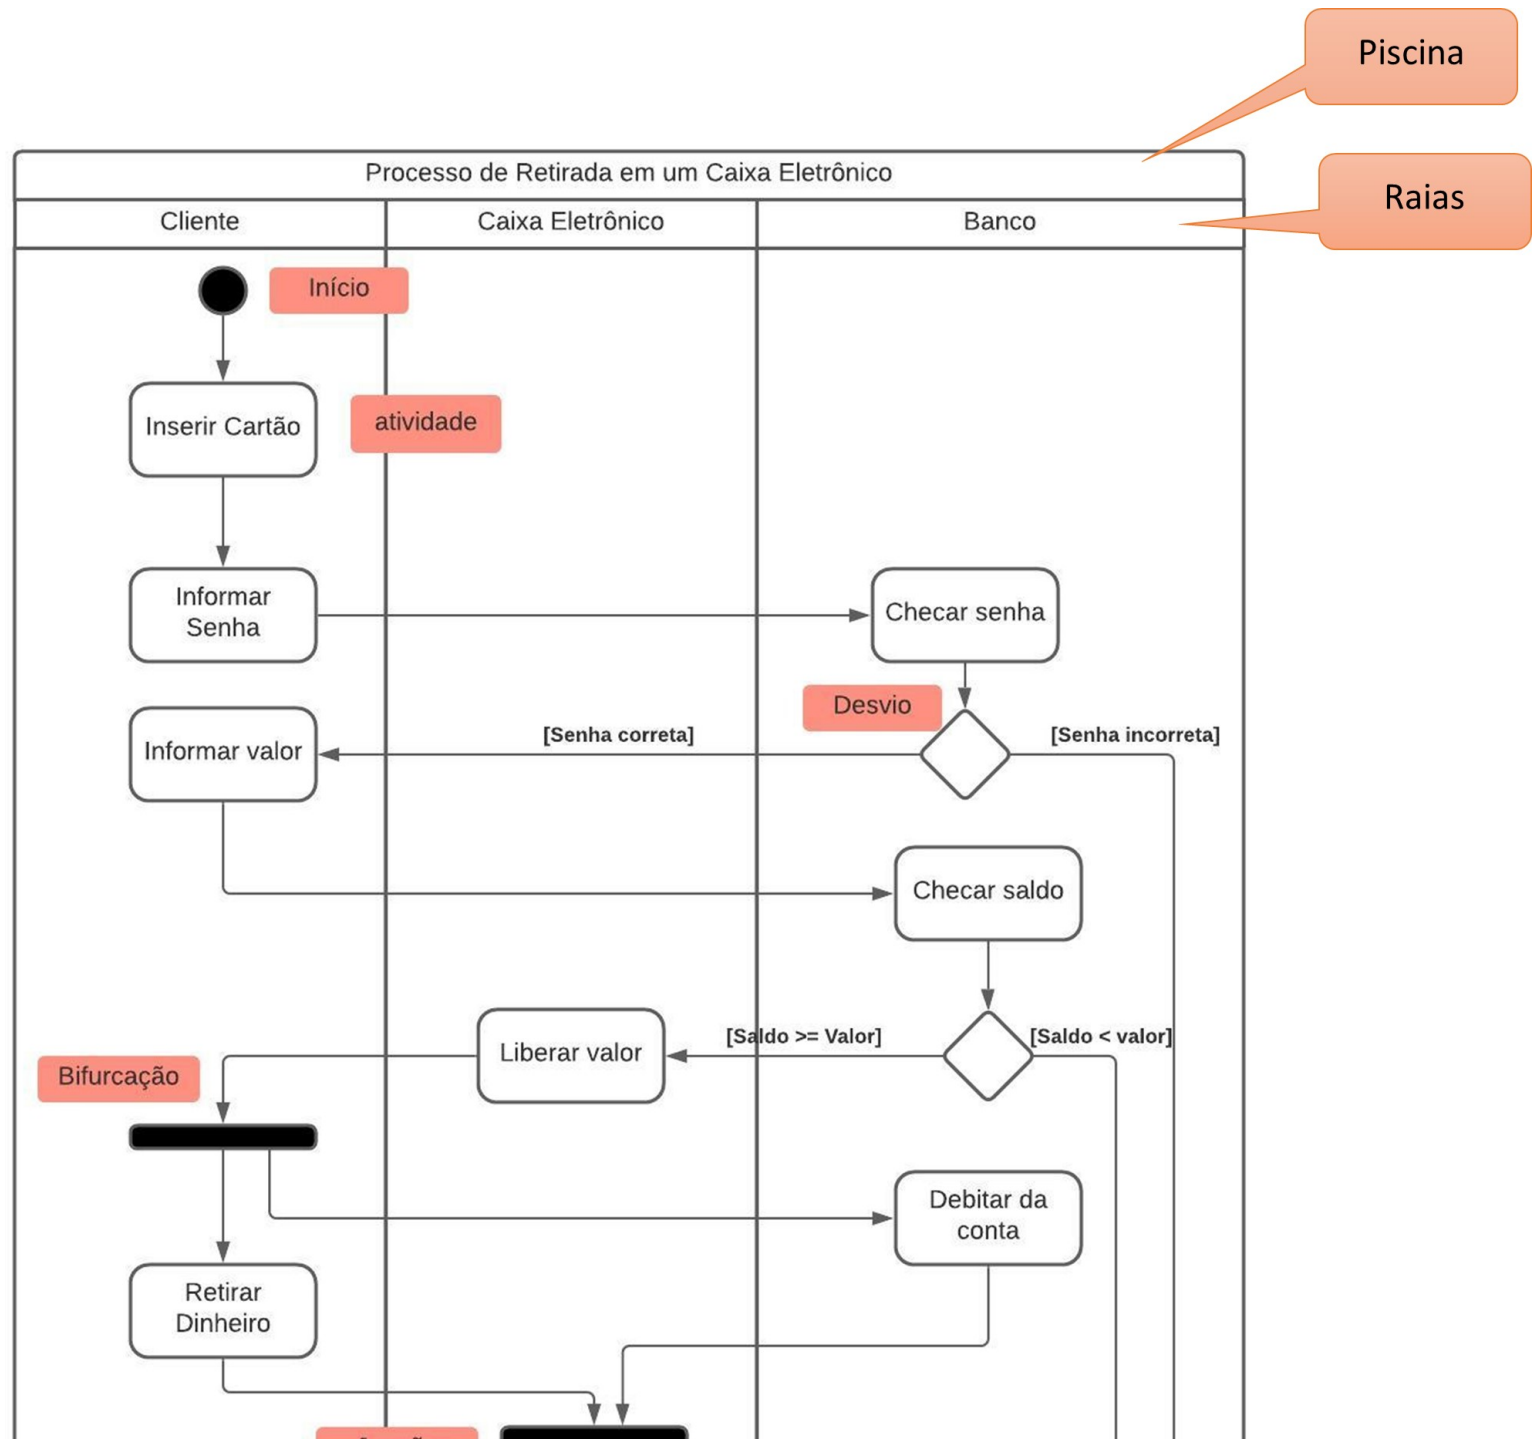 Piscina
Processo de Retirada em um Caixa Eletrônico
Raias
Cliente
Caixa Eletrônico
Banco
Início
Inserir Cartão
atividade
Informar
Senha
Checar senha
Desvio
[Senha correta]
[Senha incorreta]
Informar valor
Checar saldo
[Saldo >= Valor]
[Saldo < valor]
Liberar valor
Bifurcação
Debitar da
conta
Retirar
Dinheiro